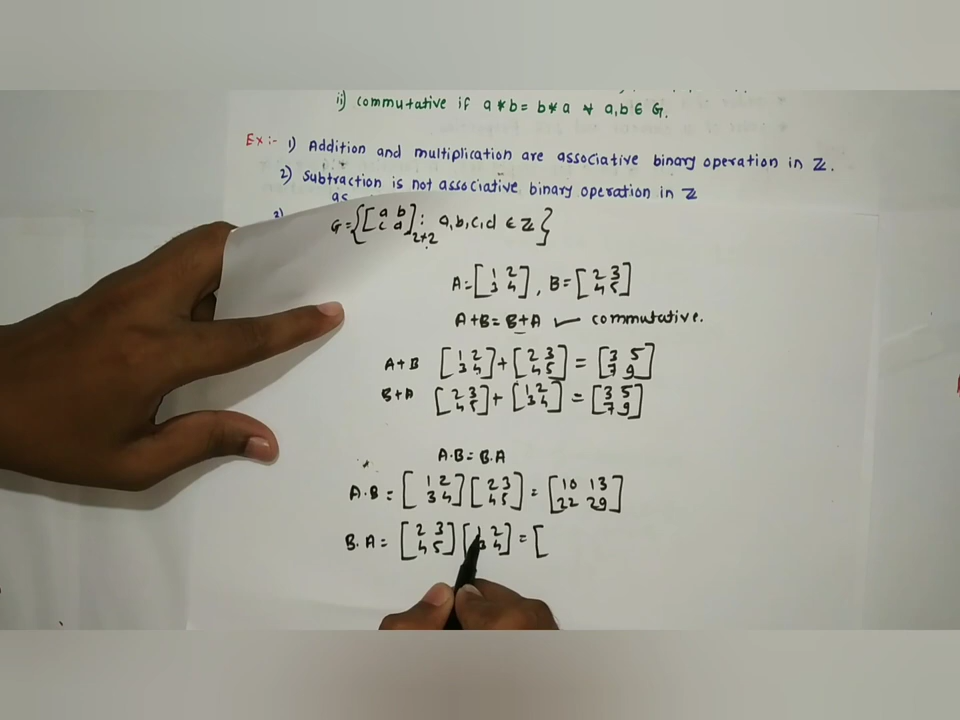 ii) commutative if a * b = b * a ∀ a,b ∈ G.
Ex:- 1) Addition and multiplication are associative binary operation in ℤ.
2) Subtraction is not associative binary operation in ℤ
as
3)
G = {[a b; c d]₂*₂ : a,b,c,d ∈ ℤ}
A = [1 2; 3 4], B = [2 3; 4 5]
A+B = B+A ✓ commutative.
A+B [1 2; 3 4] + [2 3; 4 5] = [3 5; 7 9]
B+A [2 3; 4 5] + [1 2; 3 4] = [3 5; 7 9]
A.B = B.A
A.B = [1 2; 3 4] [2 3; 4 5] = [10 13; 22 29]
B.A = [2 3; 4 5] [1 2; 3 4] = [